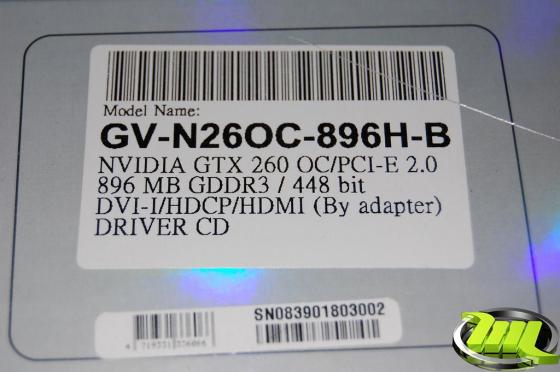 Model Name:
GV-N26OC-896H-B
NVIDIA GTX 260 OC/PCI-E 2.0
896 MB GDDR3 / 448 bit
DVI-I/HDCP/HDMI (By adapter)
DRIVER CD
SN083901803002